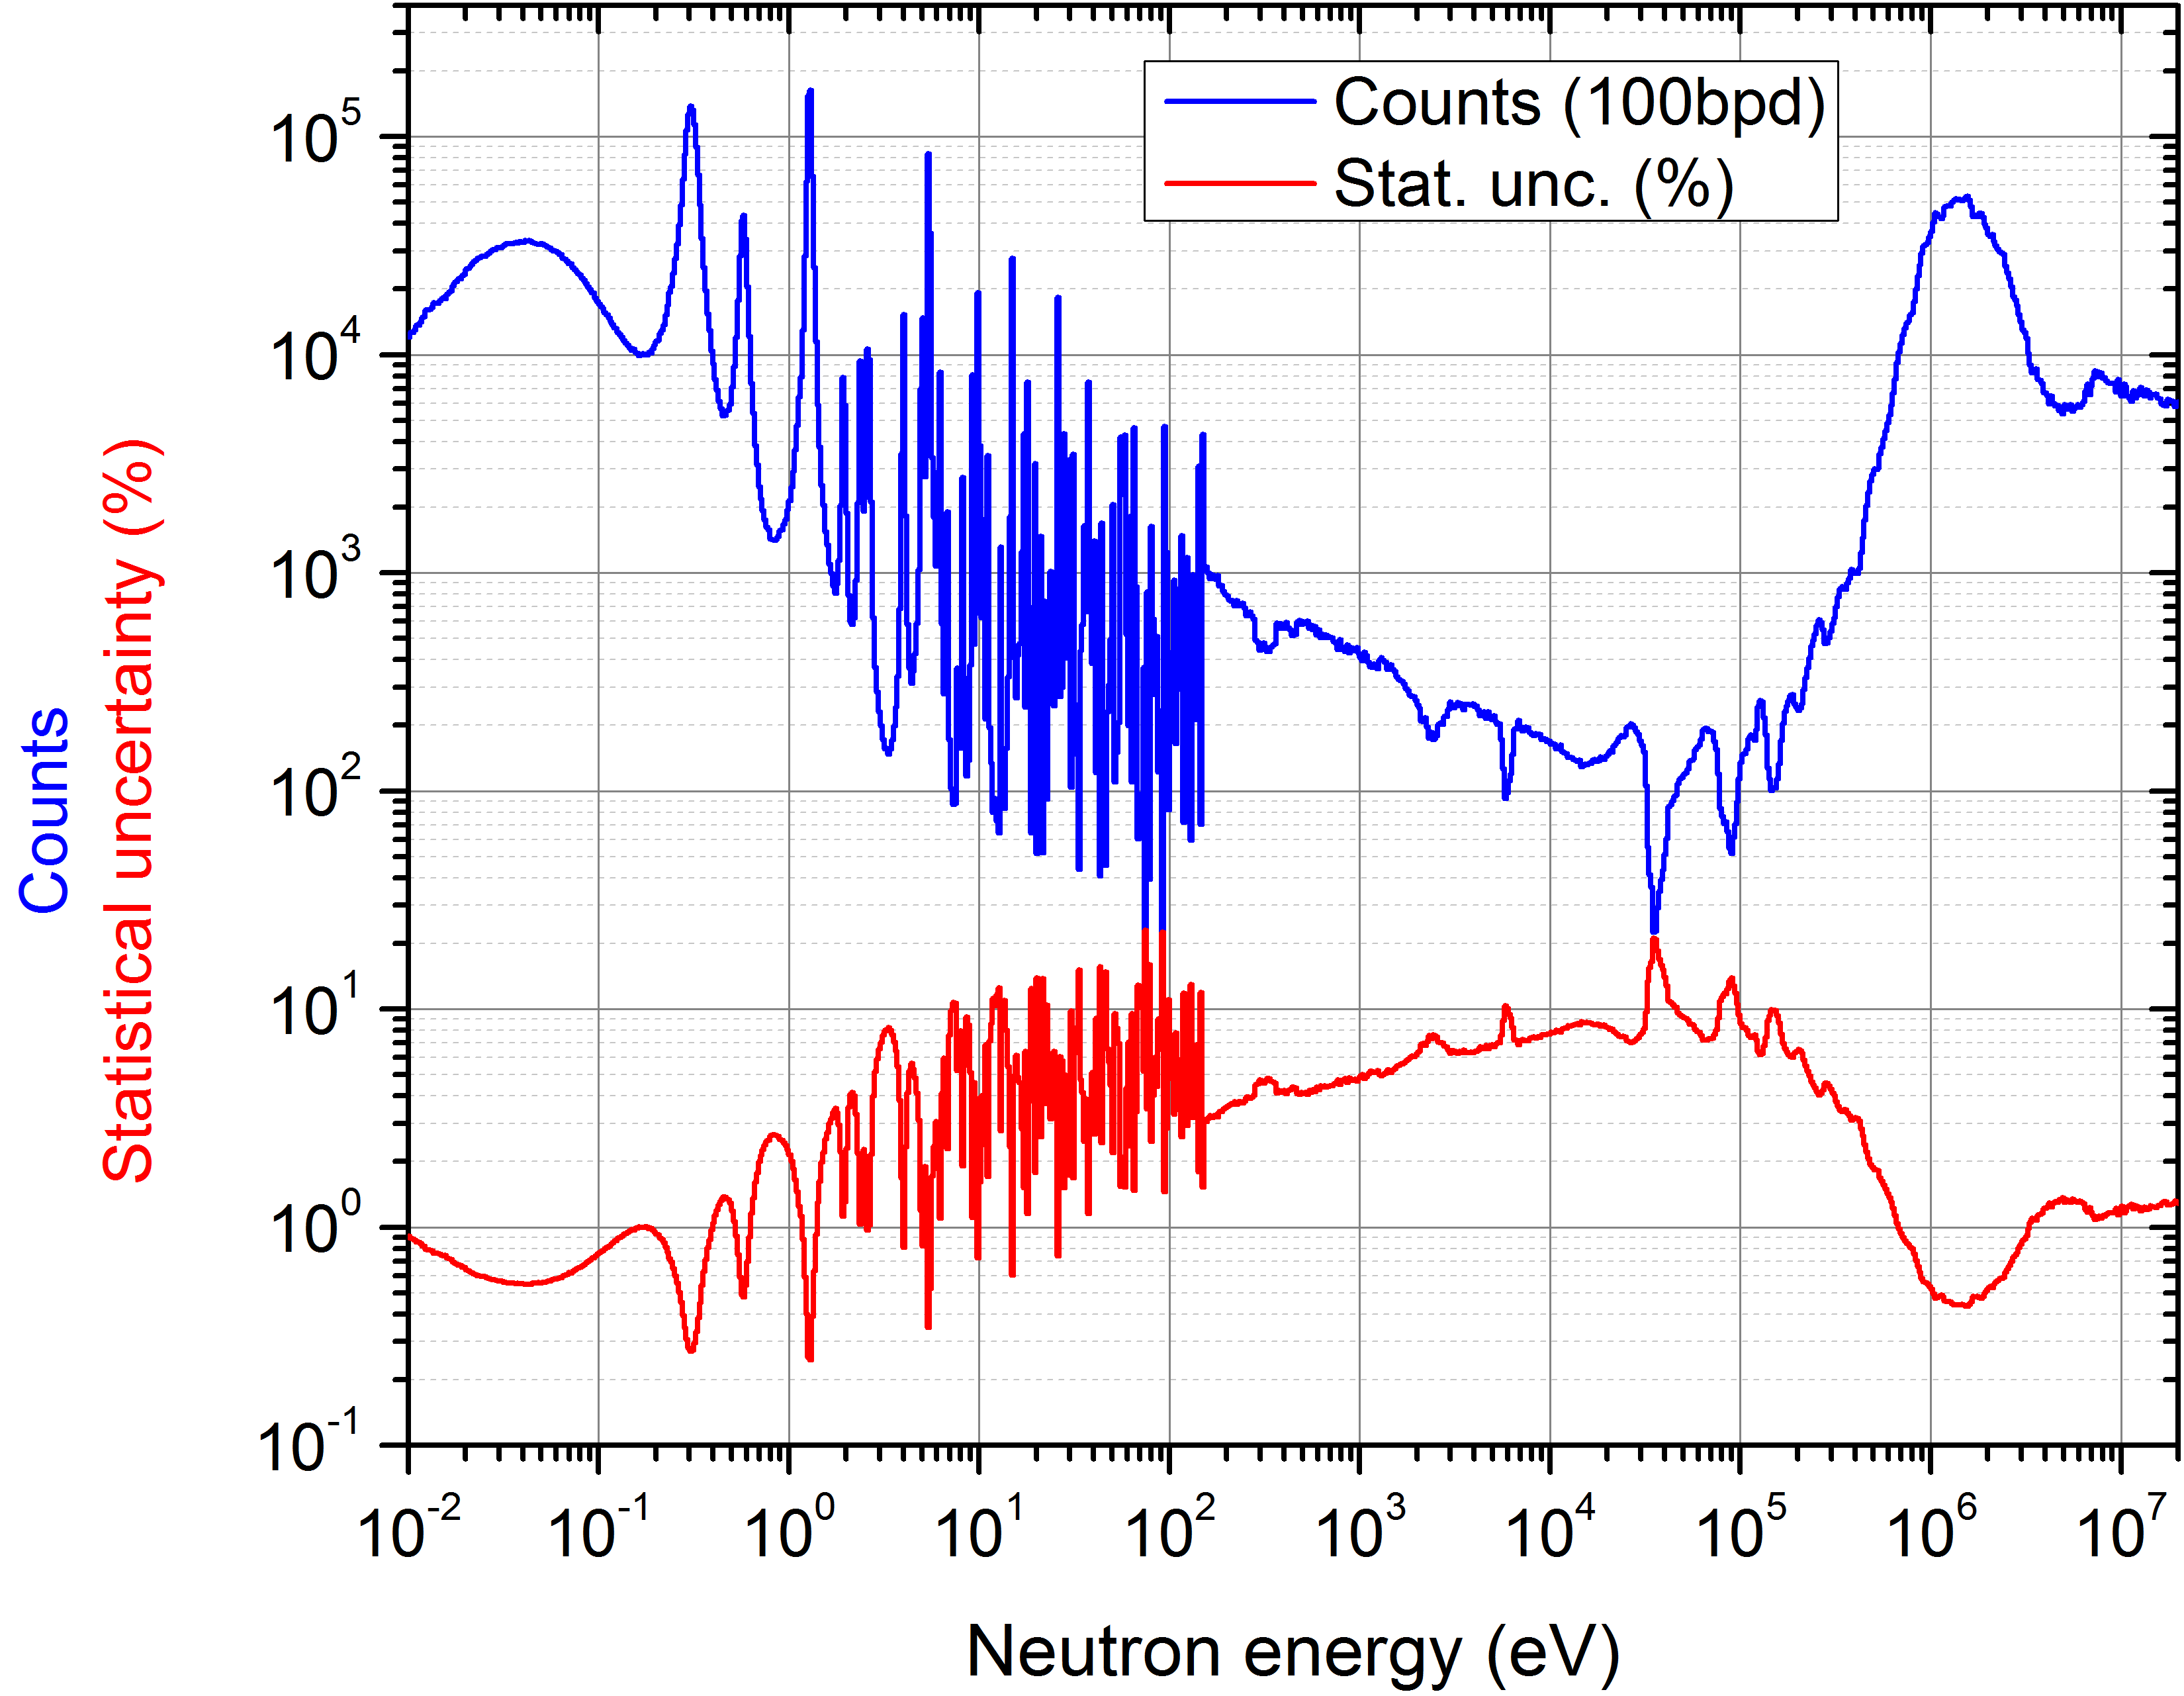 Counts (100bpd)
Stat. unc. (%)
10^5
10^4
10^3
10^2
10^1
10^0
10^-1
Counts
Statistical uncertainty (%)
10^-2 10^-1 10^0 10^1 10^2 10^3 10^4 10^5 10^6 10^7
Neutron energy (eV)